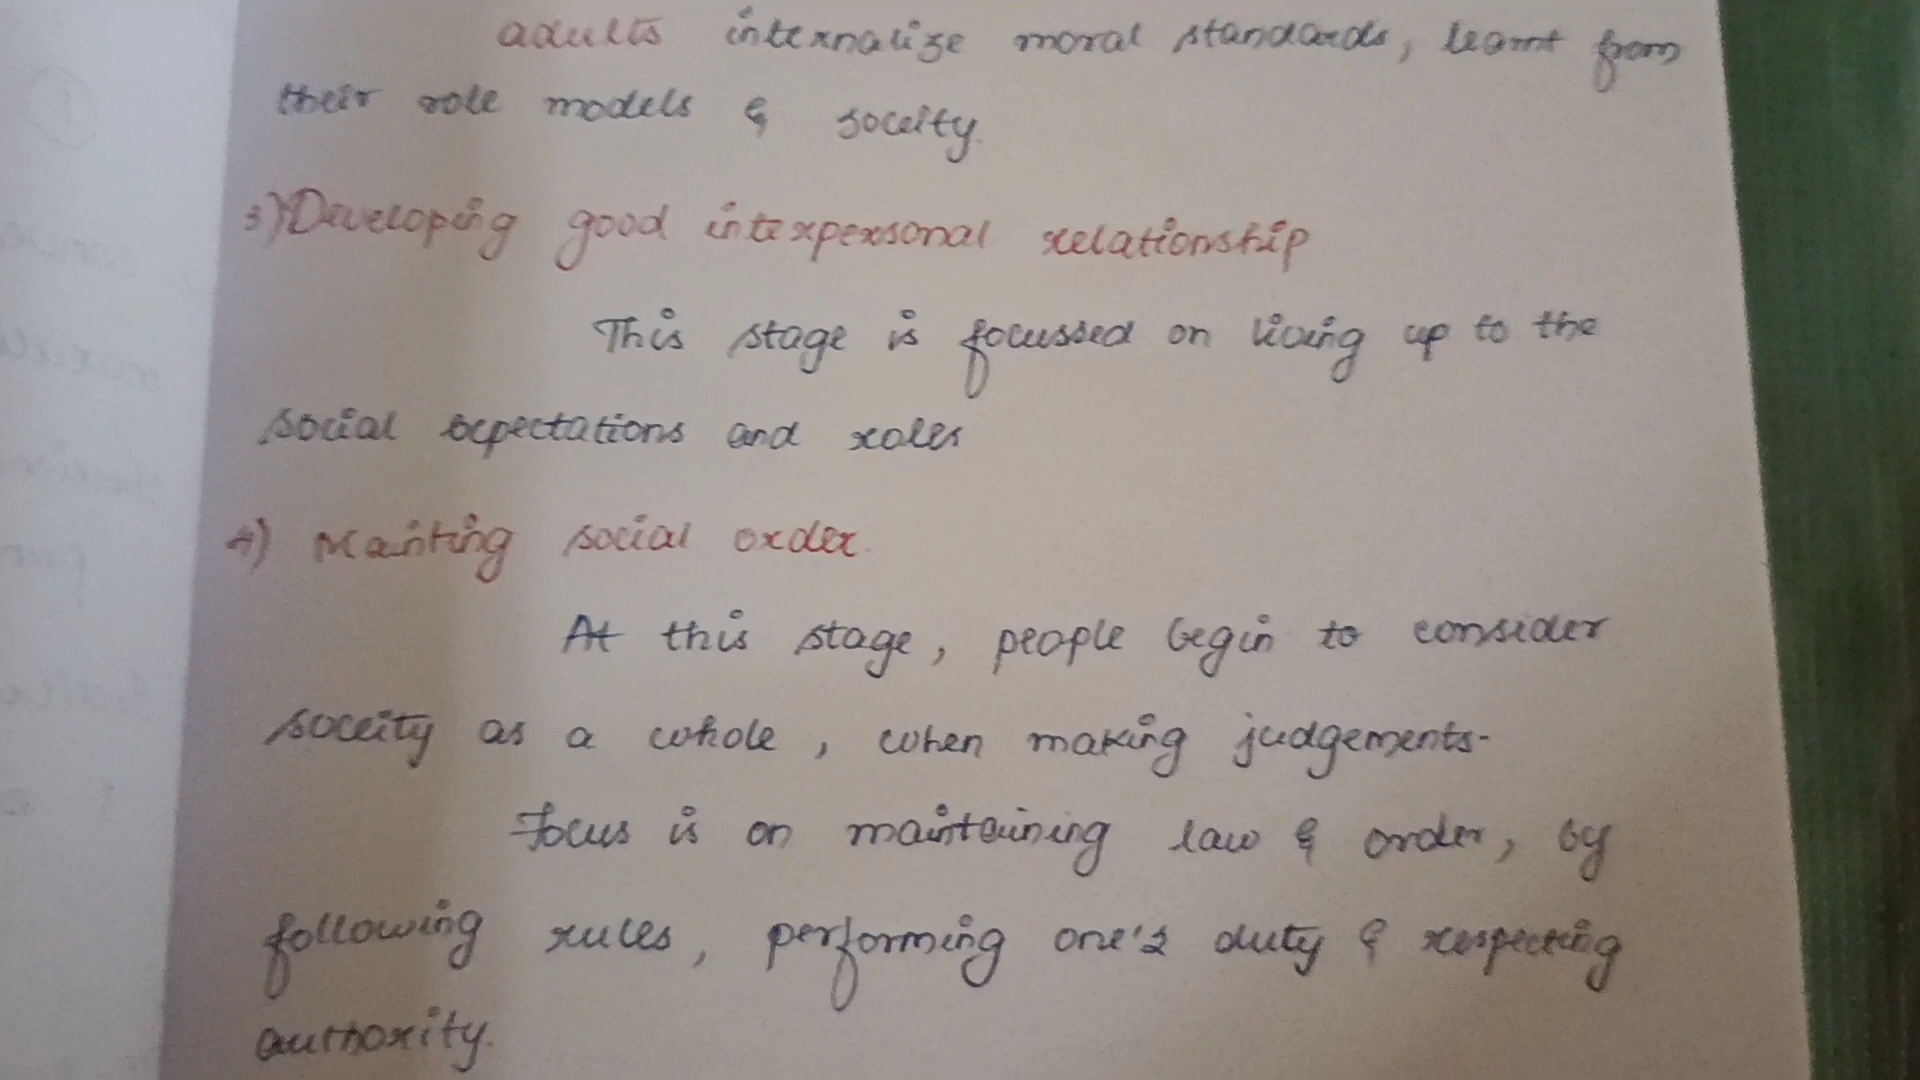 adults internalize moral standards, learnt from
their role models & soceity.
3) Developing good interpersonal relationship
This stage is focussed on living up to the
social expectations and roles
4) Mainting social order.
At this stage, people begin to consider
soceity as a whole, when making judgements.
Focus is on maintaining law & order, by
following rules, performing one's duty & respecting
authority.